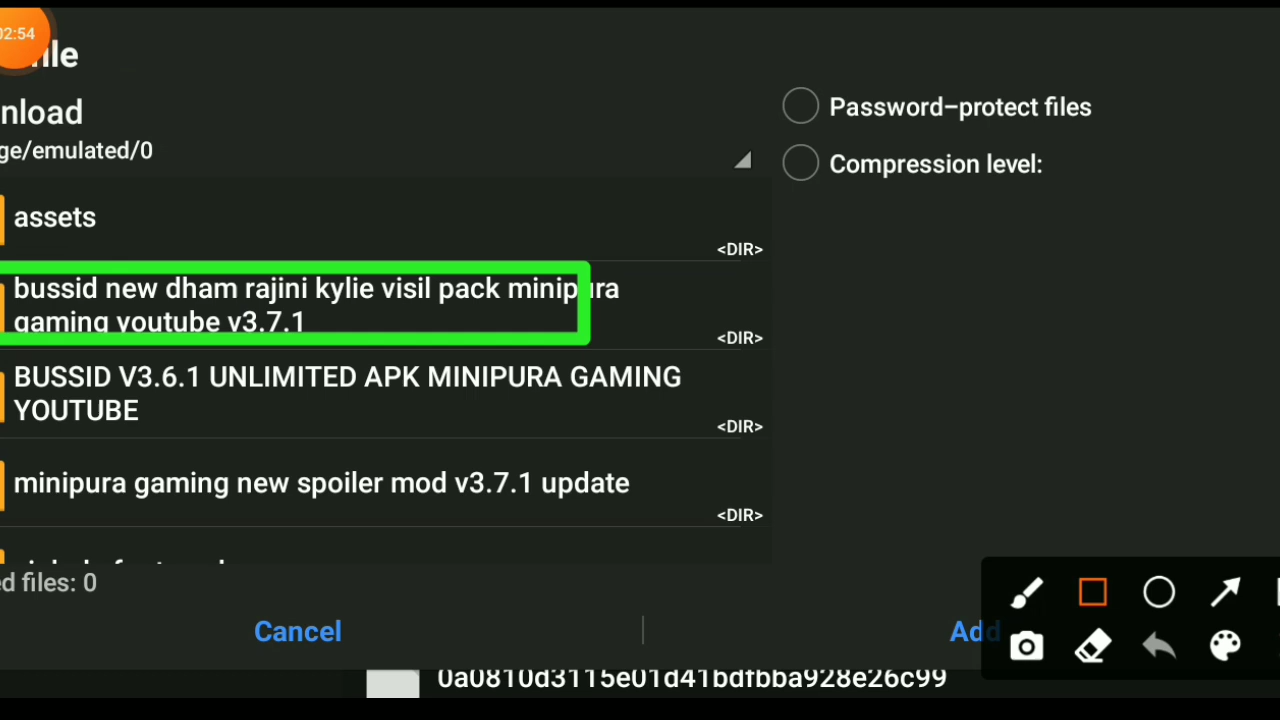 02:54
ile
nload
ge/emulated/0
Password-protect files
Compression level:
assets
<DIR>
bussid new dham rajini kylie visil pack minipura
gaming youtube v3.7.1
<DIR>
BUSSID V3.6.1 UNLIMITED APK MINIPURA GAMING
YOUTUBE
<DIR>
minipura gaming new spoiler mod v3.7.1 update
<DIR>
d files: 0
Cancel
Add
0a0810d3115e01d41bdfbba928e26c99